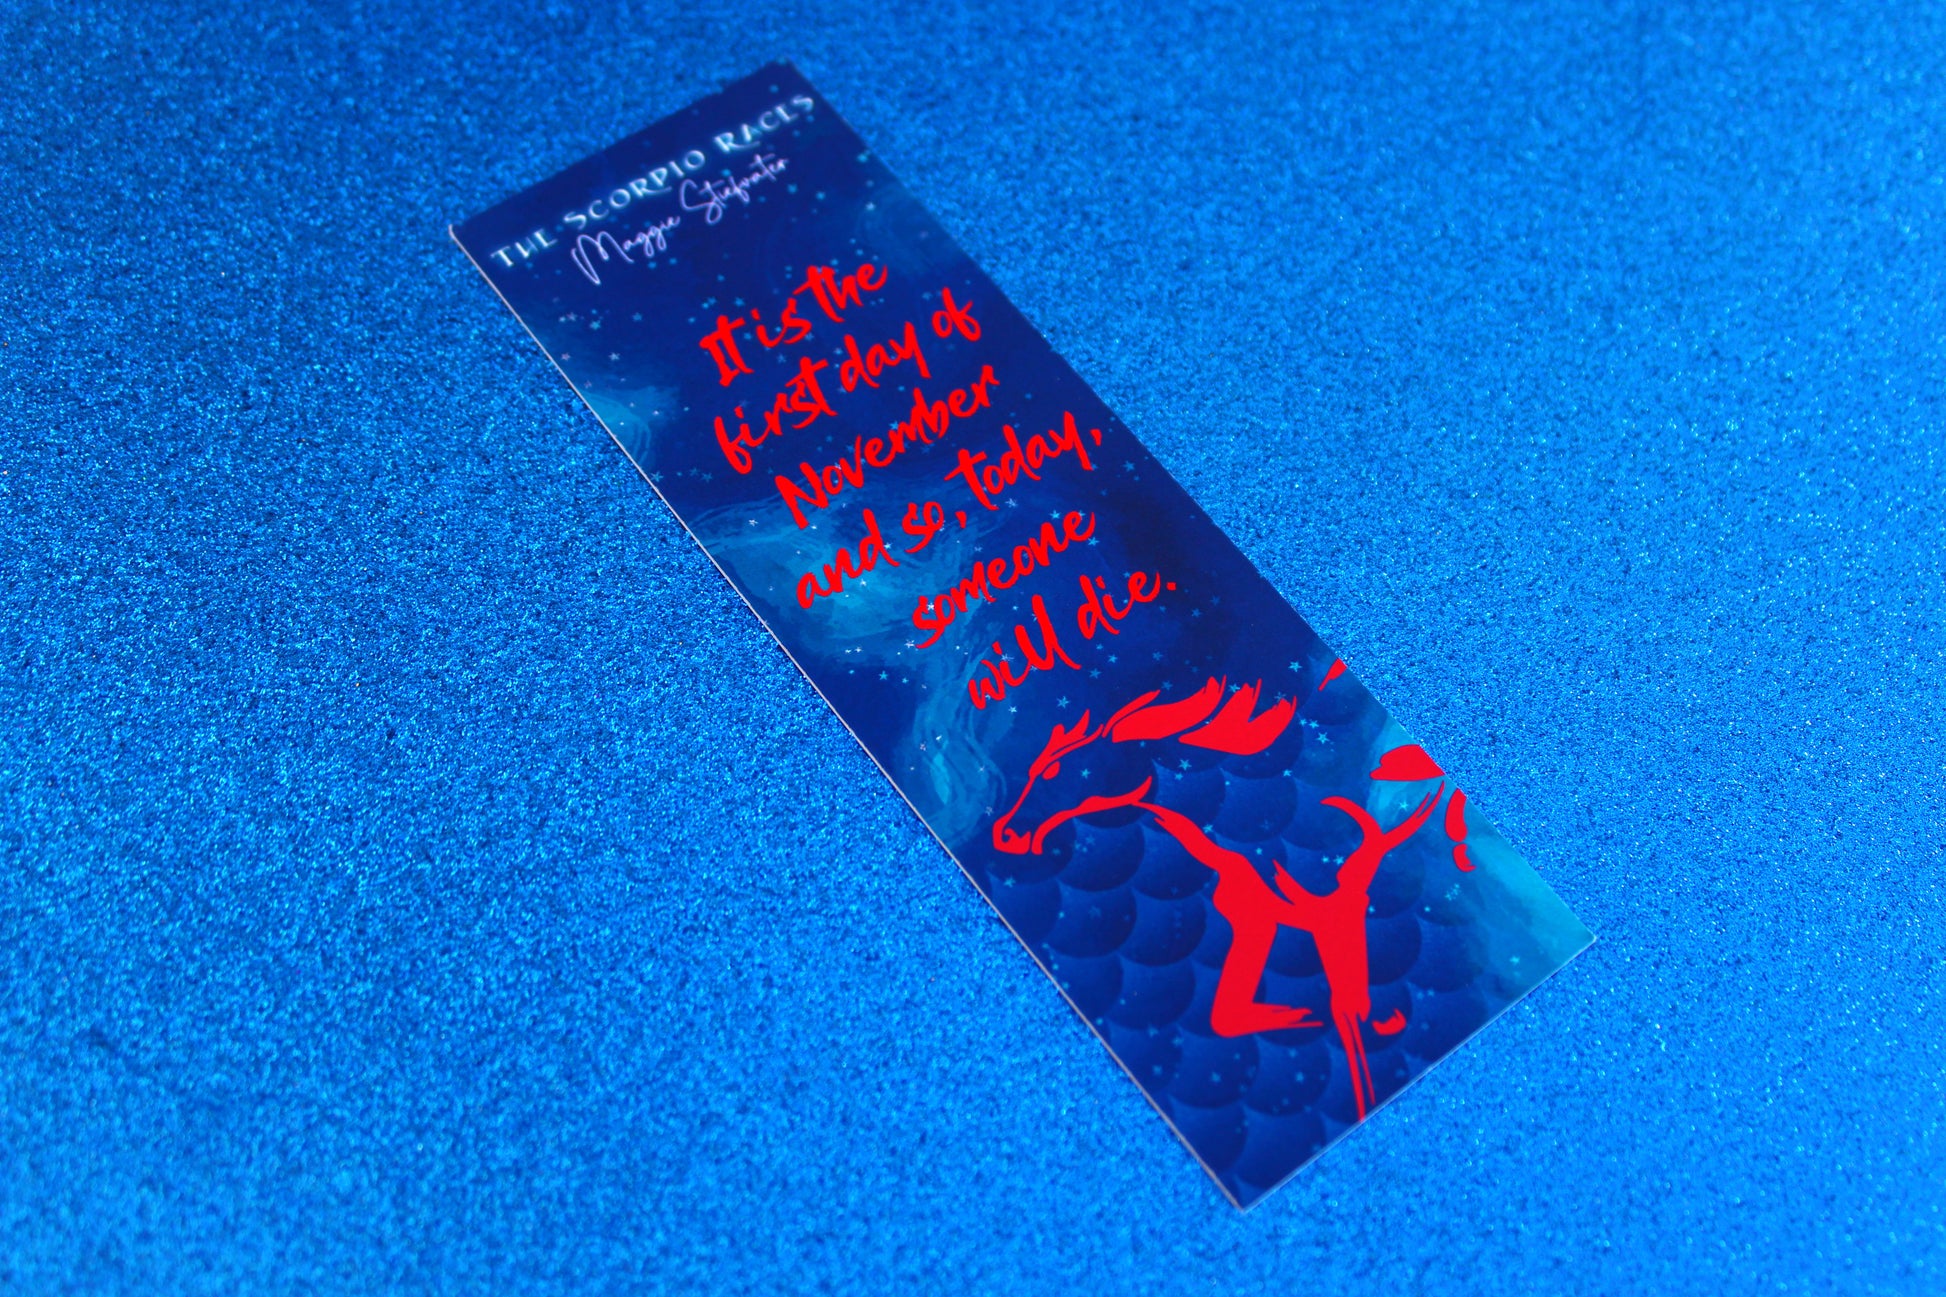 THE SCORPIO RACES
Maggie Stiefvater
It is the
first day of
November
and so, today,
someone
will die.